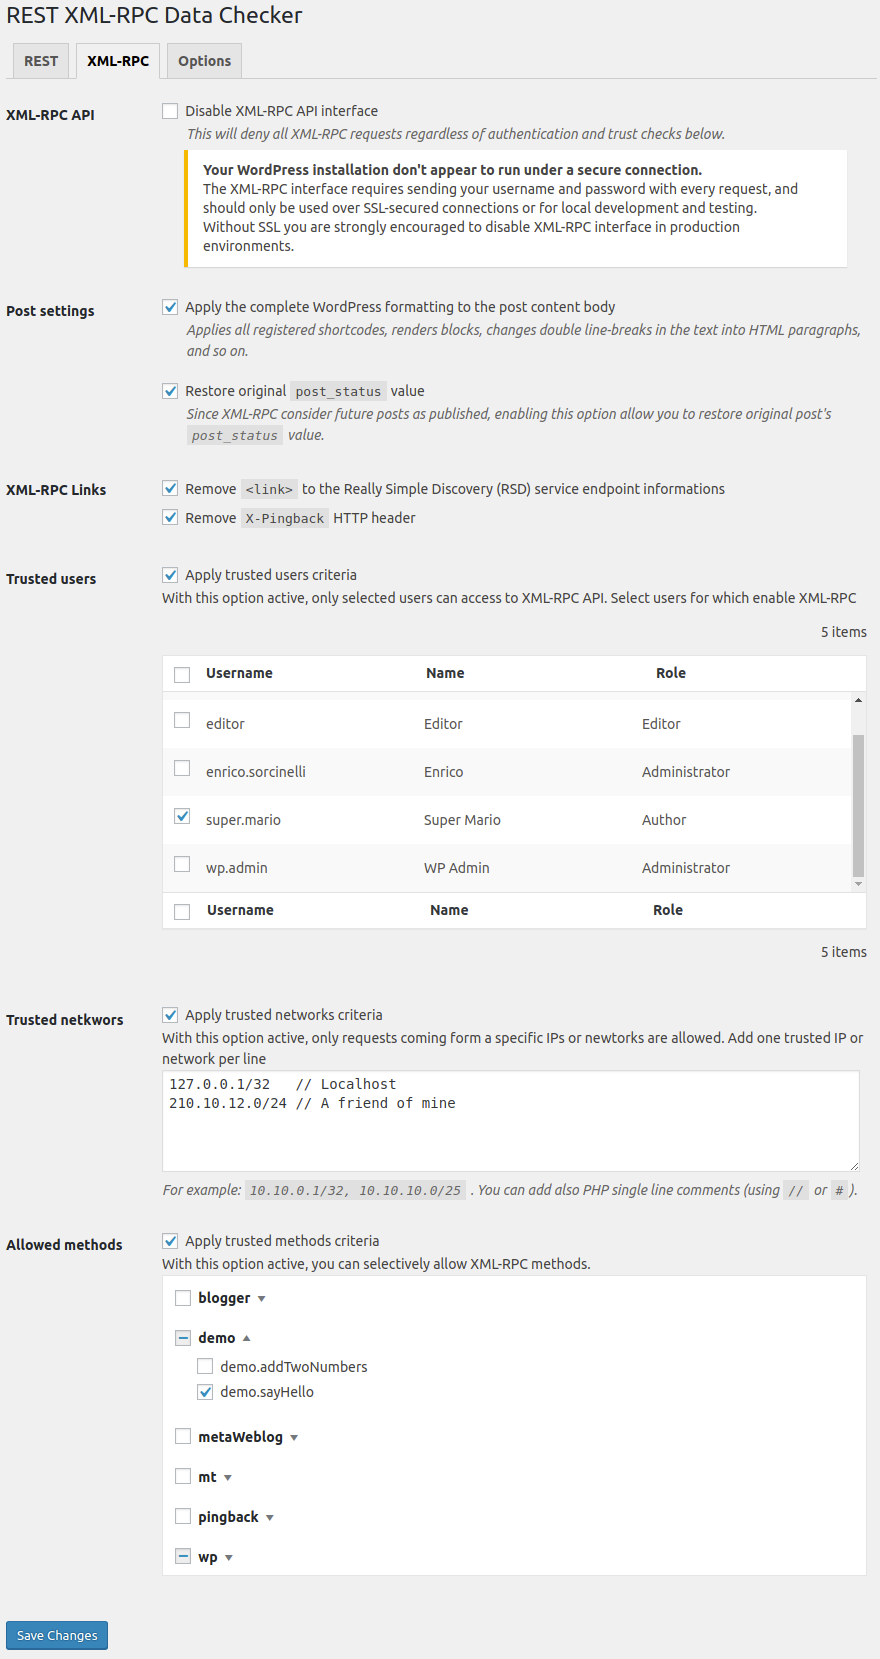 REST XML-RPC Data Checker
REST
XML-RPC
Options
XML-RPC API
Disable XML-RPC API interface
This will deny all XML-RPC requests regardless of authentication and trust checks below.
Your WordPress installation don't appear to run under a secure connection.
The XML-RPC interface requires sending your username and password with every request, and
should only be used over SSL-secured connections or for local development and testing.
Without SSL you are strongly encouraged to disable XML-RPC interface in production
environments.
Post settings
Apply the complete WordPress formatting to the post content body
Applies all registered shortcodes, renders blocks, changes double line-breaks in the text into HTML paragraphs,
and so on.
Restore original post_status value
Since XML-RPC consider future posts as published, enabling this option allow you to restore original post's
post_status value.
XML-RPC Links
Remove <link> to the Really Simple Discovery (RSD) service endpoint informations
Remove X-Pingback HTTP header
Trusted users
Apply trusted users criteria
With this option active, only selected users can access to XML-RPC API. Select users for which enable XML-RPC
5 items
Username Name Role
editor Editor Editor
enrico.sorcinelli Enrico Administrator
super.mario Super Mario Author
wp.admin WP Admin Administrator
Username Name Role
5 items
Trusted netkwors
Apply trusted networks criteria
With this option active, only requests coming form a specific IPs or newtorks are allowed. Add one trusted IP or
network per line
127.0.0.1/32   // Localhost
210.10.12.0/24 // A friend of mine
For example: 10.10.0.1/32, 10.10.10.0/25 . You can add also PHP single line comments (using // or # ).
Allowed methods
Apply trusted methods criteria
With this option active, you can selectively allow XML-RPC methods.
blogger
demo
demo.addTwoNumbers
demo.sayHello
metaWeblog
mt
pingback
wp
Save Changes